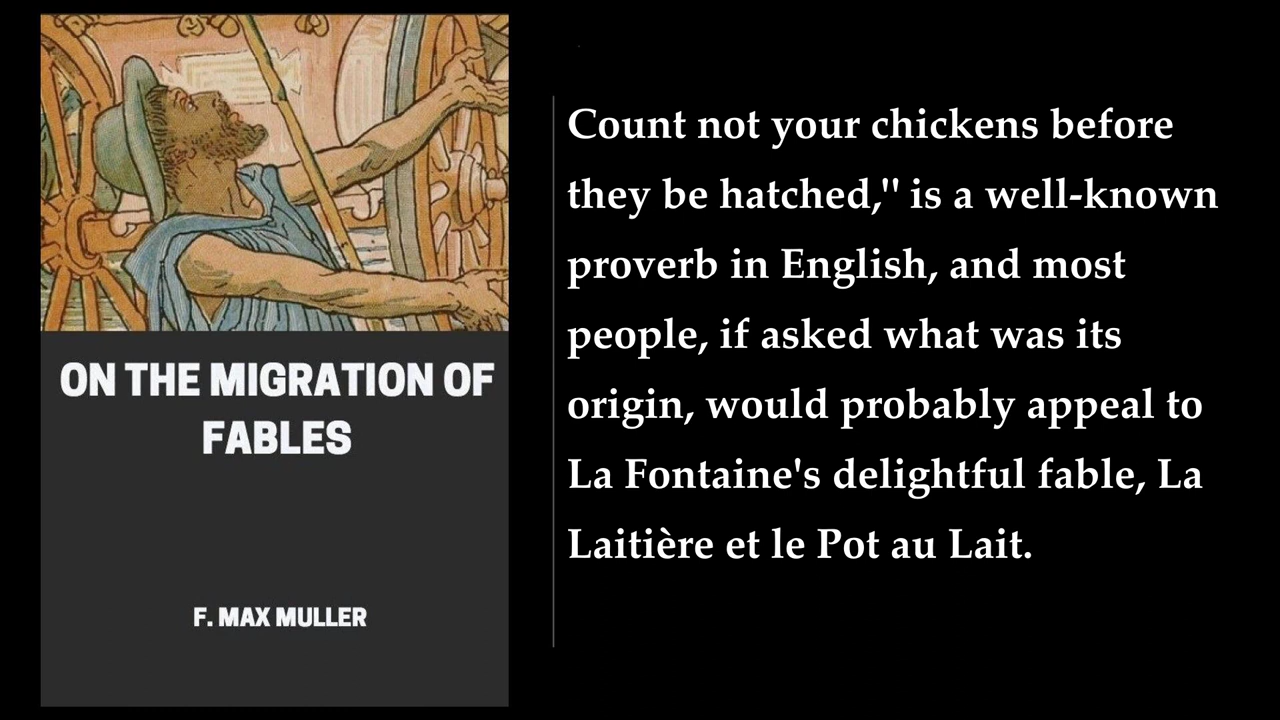 ON THE MIGRATION OF
FABLES
F. MAX MULLER
Count not your chickens before
they be hatched," is a well-known
proverb in English, and most
people, if asked what was its
origin, would probably appeal to
La Fontaine's delightful fable, La
Laitière et le Pot au Lait.